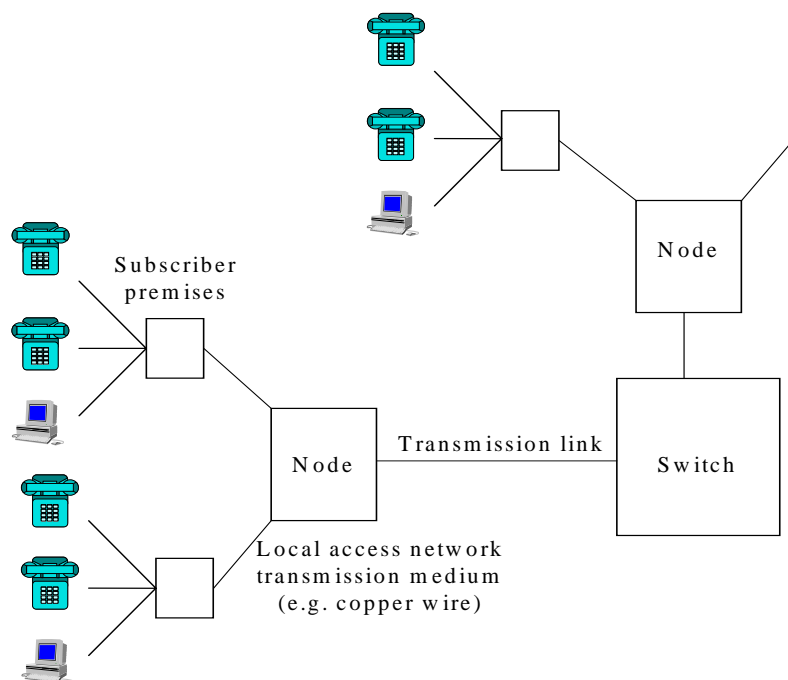 Node
Subscriber
premises
Transmission link
Node
Switch
Local access network
transmission medium
(e.g. copper wire)